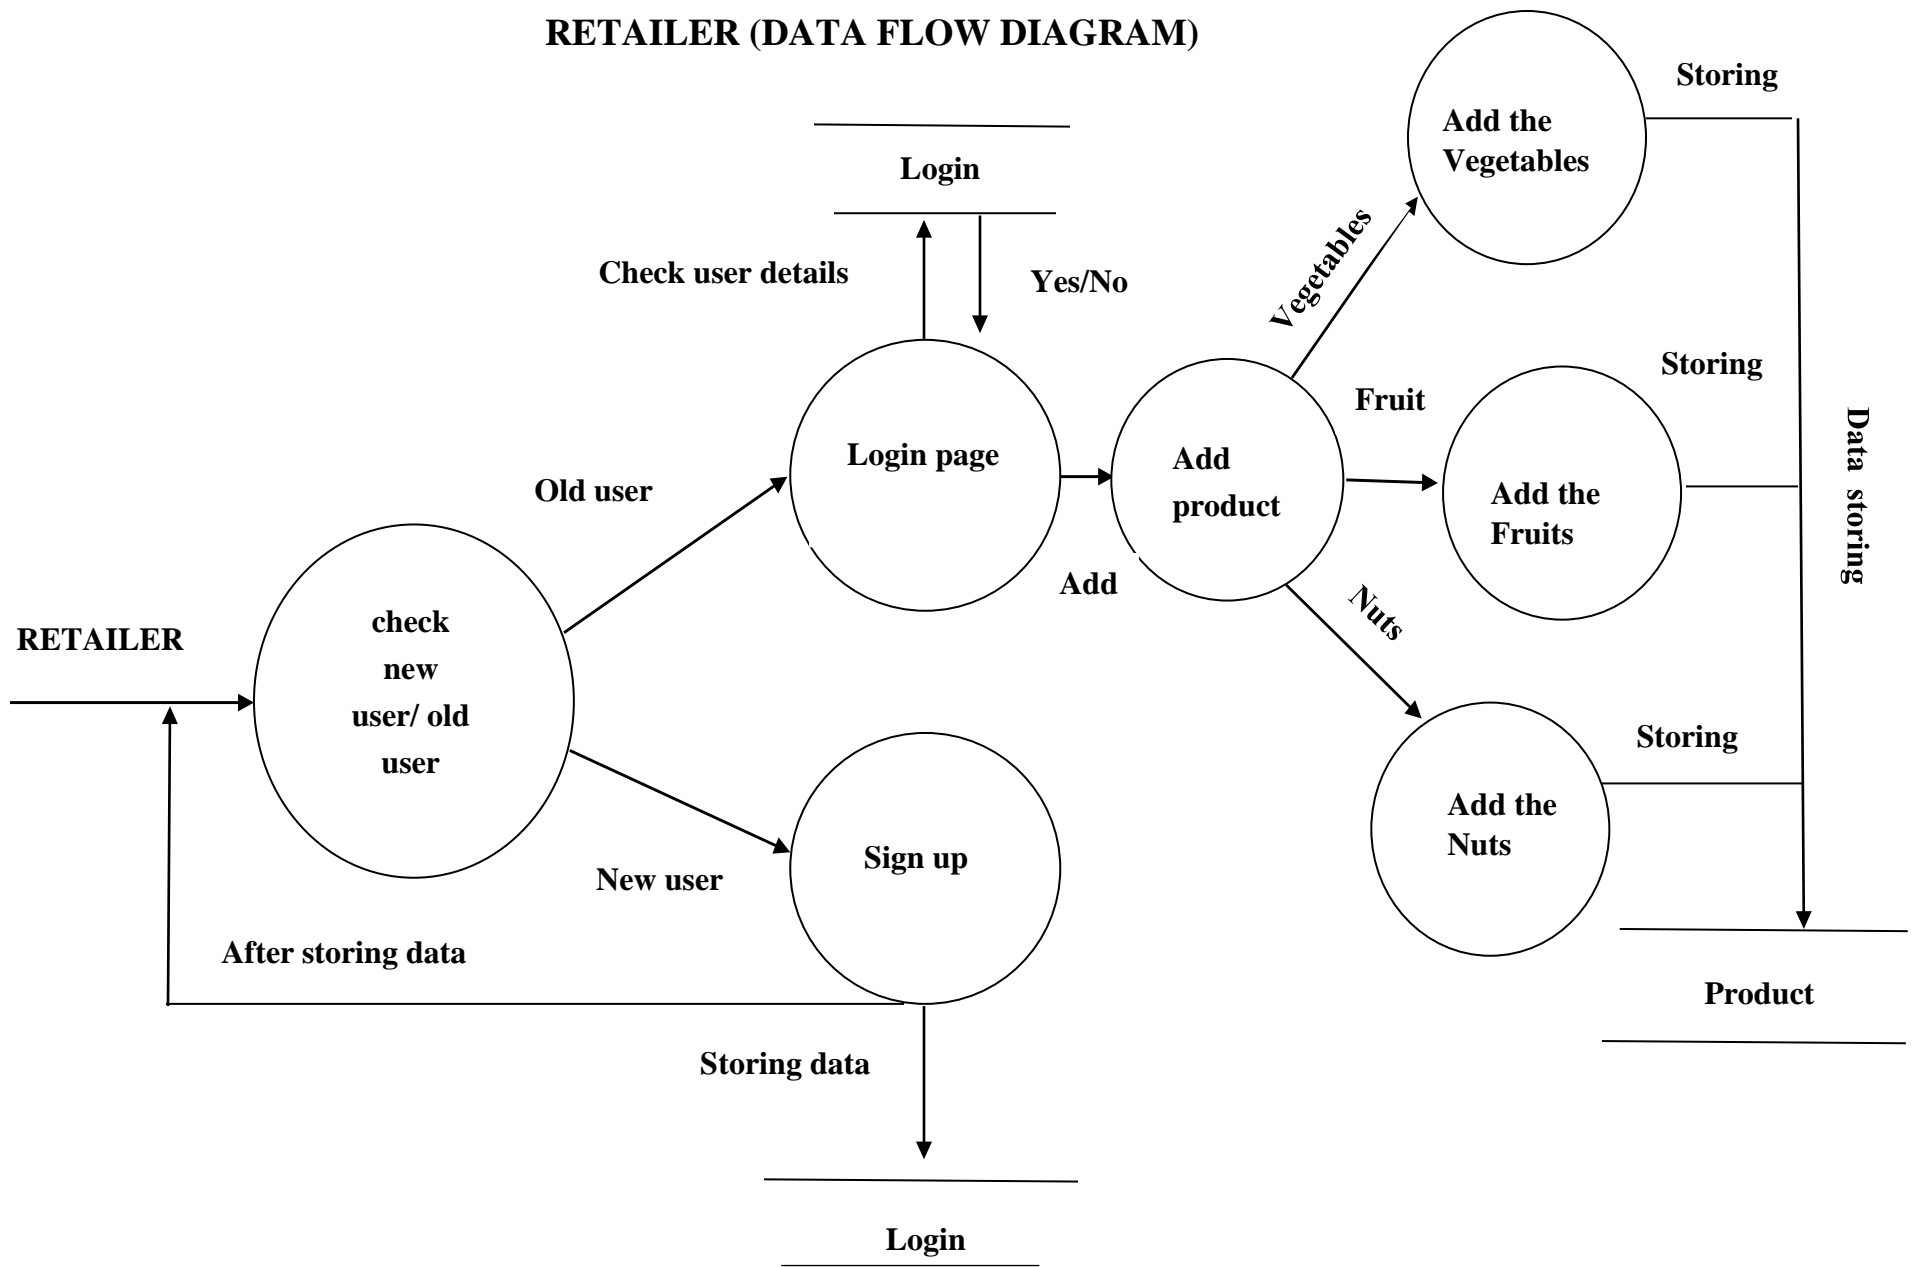 RETAILER (DATA FLOW DIAGRAM)
Storing
Add the
Vegetables
Login
Vegetables
Check user details
Yes/No
Storing
Fruit
Data storing
Login page
Add
product
Old user
Add the
Fruits
Add
Nuts
check
new
user/ old
user
RETAILER
Storing
Add the
Nuts
Sign up
New user
After storing data
Product
Storing data
Login